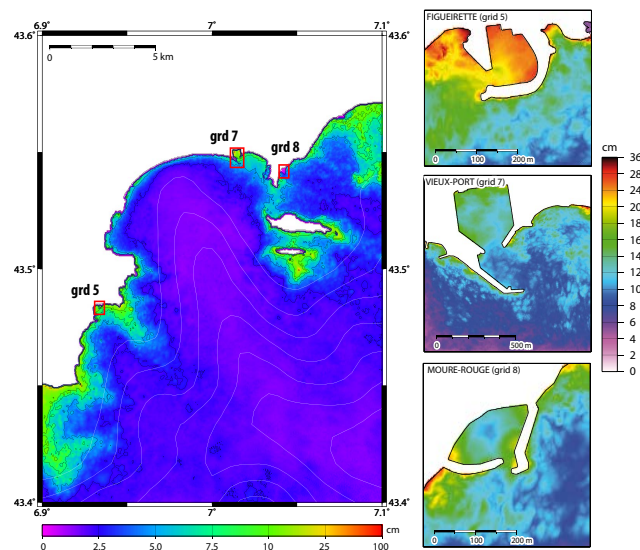 6.9˚ 7˚ 7.1˚
43.6˚ 43.6˚
0 5 km
grd 7
grd 8
43.5˚ 43.5˚
grd 5
43.4˚ 43.4˚
6.9˚ 7˚ 7.1˚
cm
0 2.5 5.0 7.5 10 25 100
FIGUEIRETTE (grid 5)
0 100 200 m
VIEUX-PORT (grid 7)
0 500 m
MOURE-ROUGE (grid 8)
0 100 200 m
cm
36
28
26
24
22
20
18
16
14
12
10
8
6
4
2
0